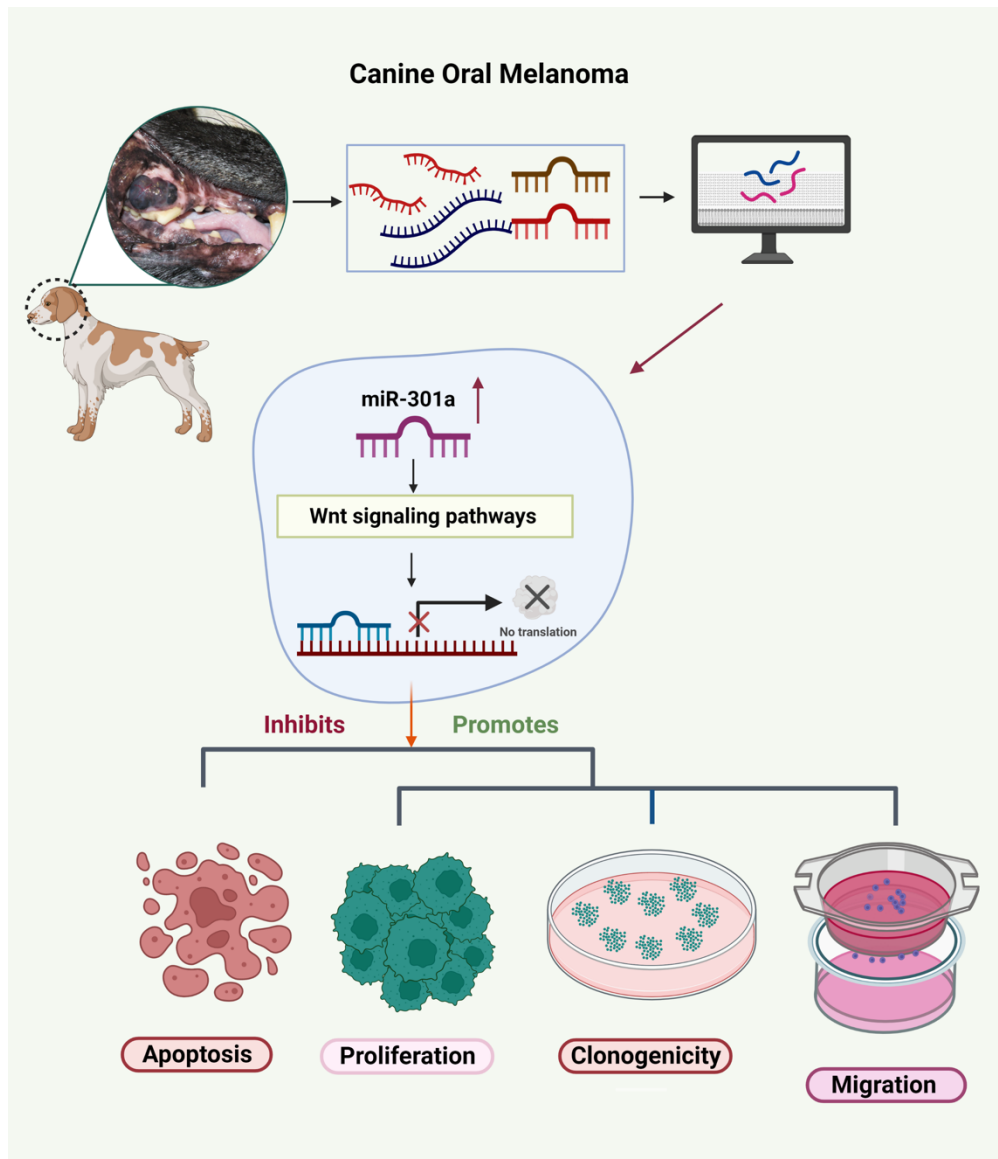 Canine Oral Melanoma
miR-301a
Wnt signaling pathways
No translation
Inhibits
Promotes
Apoptosis
Proliferation
Clonogenicity
Migration